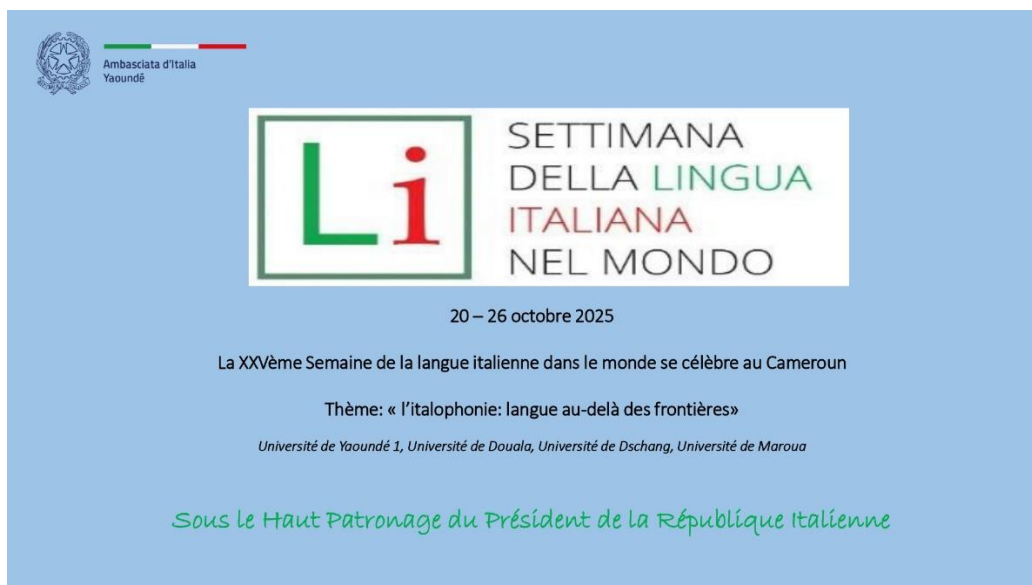 Ambasciata d'Italia
Yaoundé
Li
SETTIMANA
DELLA LINGUA
ITALIANA
NEL MONDO
20 – 26 octobre 2025
La XXVème Semaine de la langue italienne dans le monde se célèbre au Cameroun
Thème: « l'italophonie: langue au-delà des frontières»
Université de Yaoundé 1, Université de Douala, Université de Dschang, Université de Maroua
Sous le Haut Patronage du Président de la République Italienne